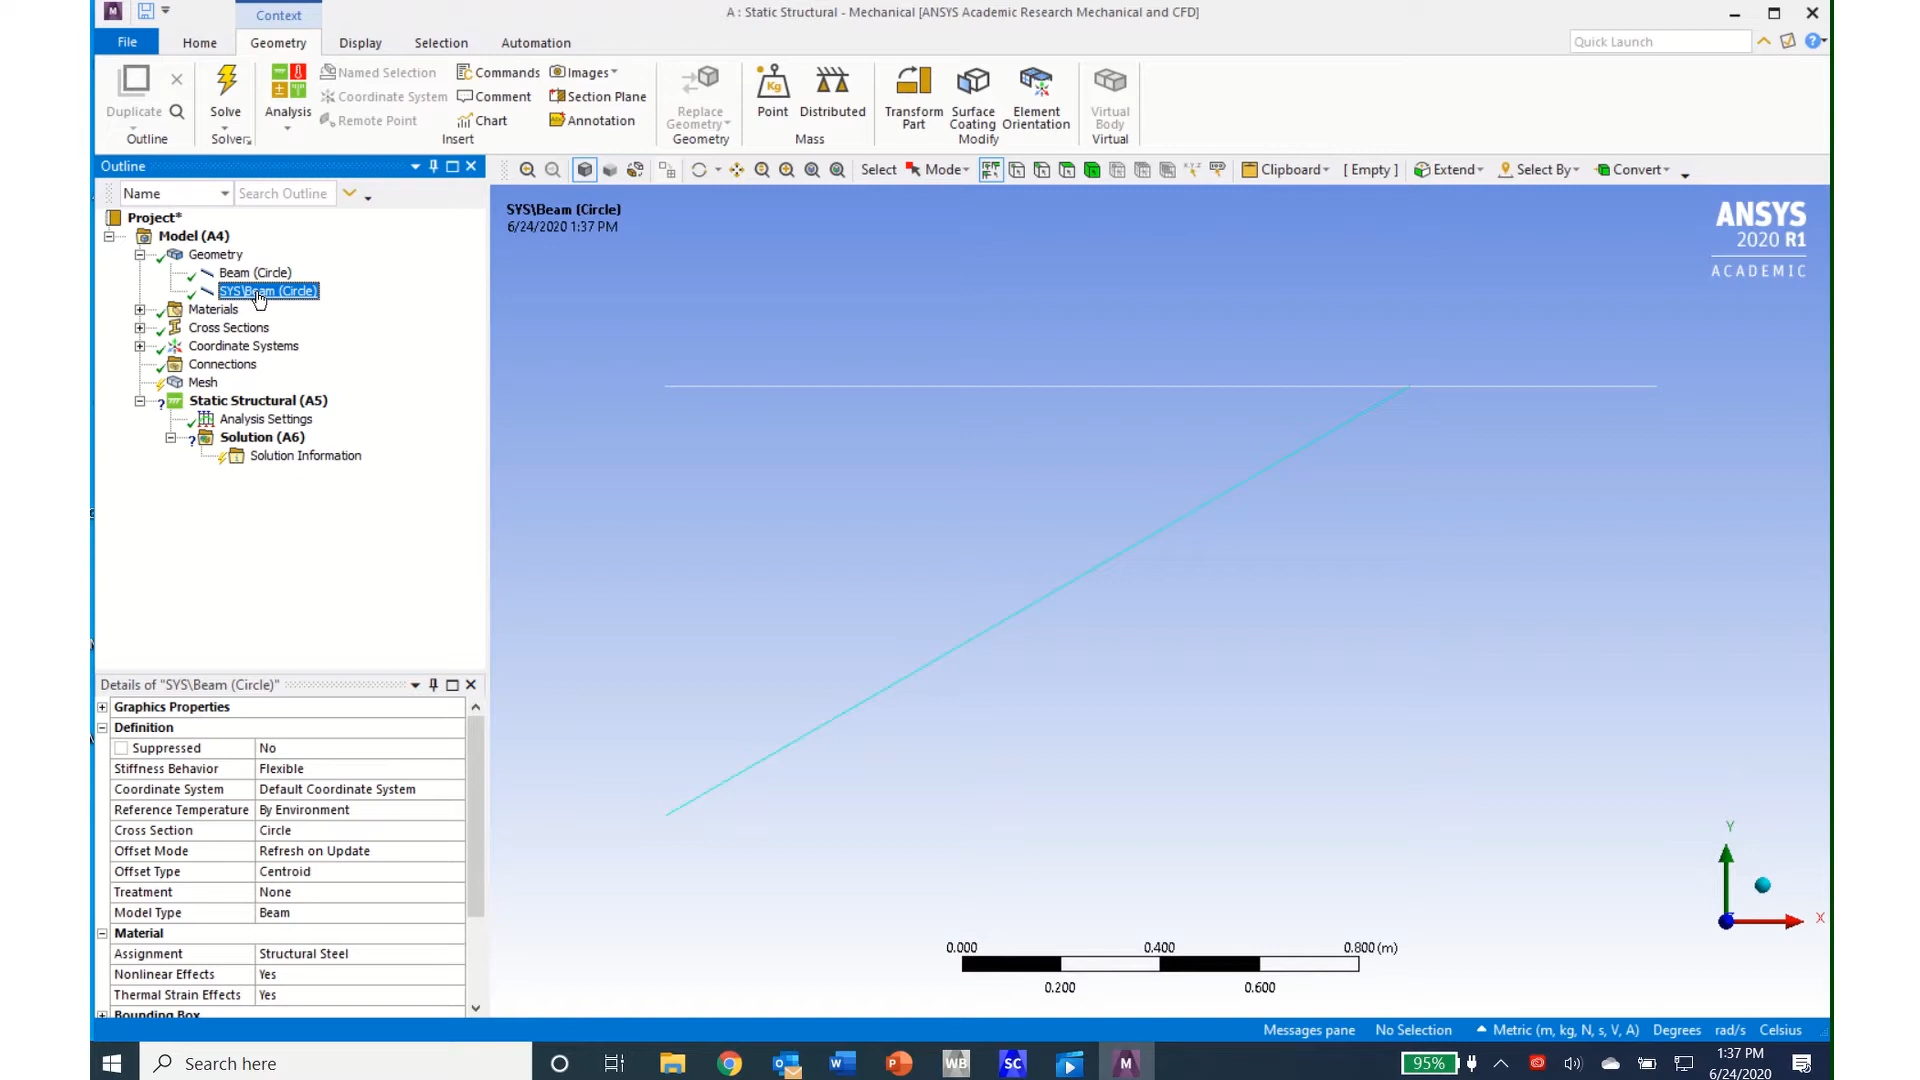 Context
A : Static Structural - Mechanical [ANSYS Academic Research Mechanical and CFD]
File
Home
Geometry
Display
Selection
Automation
Quick Launch
Duplicate
Outline
Solve
Solver
Analysis
Named Selection
Coordinate System
Remote Point
Commands
Comment
Chart
Images
Section Plane
Annotation
Insert
Replace
Geometry
Geometry
Point
Distributed
Mass
Transform
Part
Surface
Coating
Element
Orientation
Modify
Virtual
Body
Virtual
Outline
Name
Search Outline
Select
Mode
Clipboard
[ Empty ]
Extend
Select By
Convert
Project*
Model (A4)
Geometry
Beam (Circle)
SYS\Beam (Circle)
Materials
Cross Sections
Coordinate Systems
Connections
Mesh
Static Structural (A5)
Analysis Settings
Solution (A6)
Solution Information
SYS\Beam (Circle)
6/24/2020 1:37 PM
ANSYS
2020 R1
ACADEMIC
Details of "SYS\Beam (Circle)"
Graphics Properties
Definition
Suppressed No
Stiffness Behavior Flexible
Coordinate System Default Coordinate System
Reference Temperature By Environment
Cross Section Circle
Offset Mode Refresh on Update
Offset Type Centroid
Treatment None
Model Type Beam
Material
Assignment Structural Steel
Nonlinear Effects Yes
Thermal Strain Effects Yes
Bounding Box
0.000 0.400 0.800 (m)
0.200 0.600
Y
X
Messages pane No Selection Metric (m, kg, N, s, V, A) Degrees rad/s Celsius
Search here
WB
SC
M
95%
1:37 PM
6/24/2020